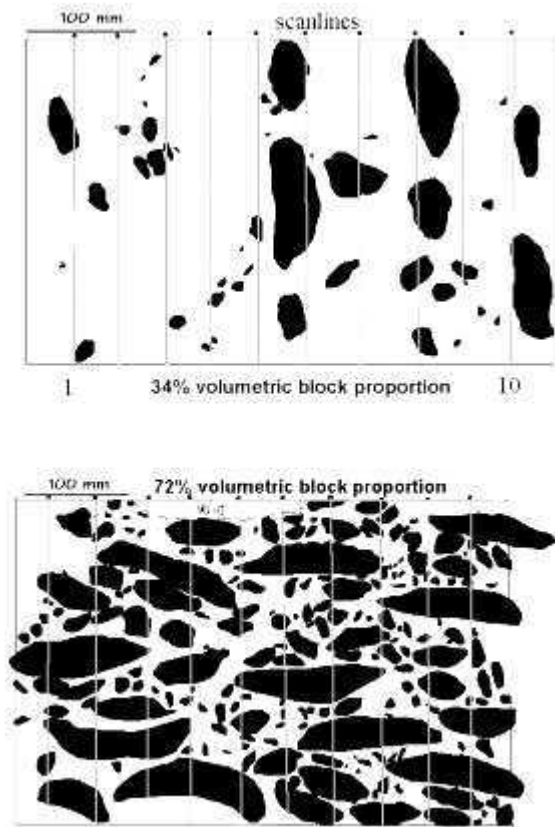 100 mm
scanlines
1
34% volumetric block proportion
10
100 mm
72% volumetric block proportion